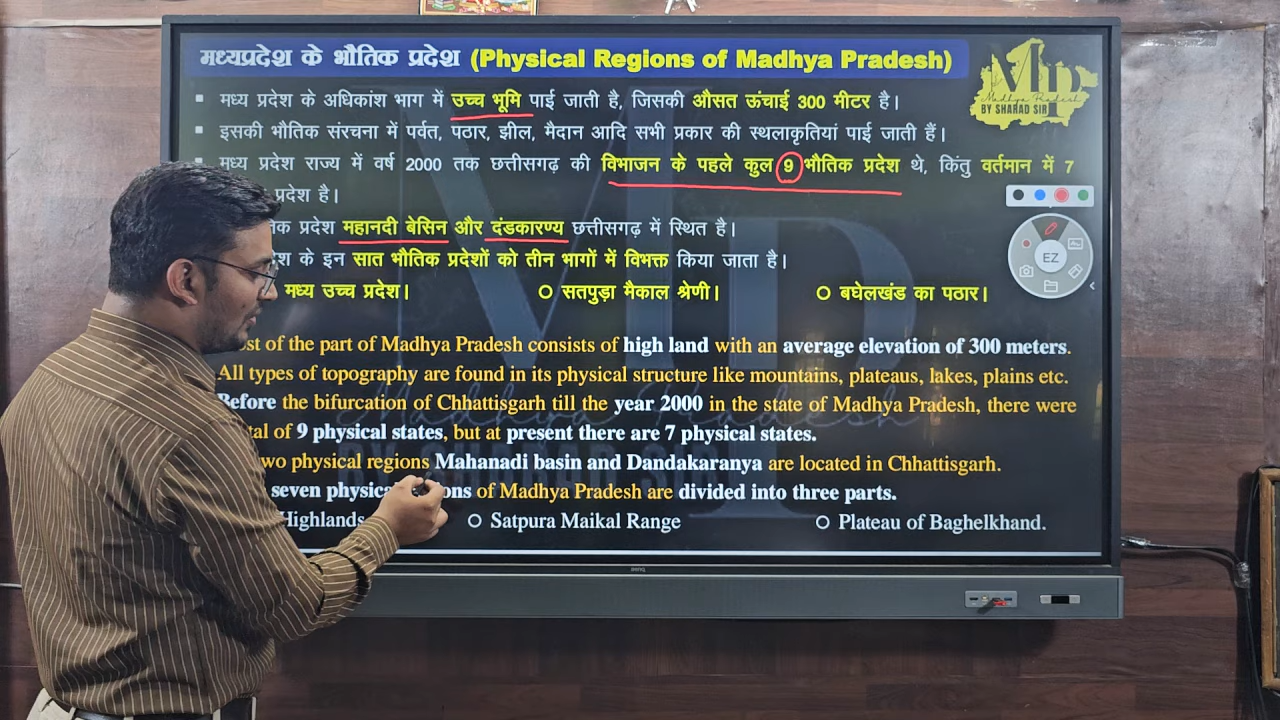 मध्यप्रदेश के भौतिक प्रदेश (Physical Regions of Madhya Pradesh)
MP
Madhya Pradesh
BY SHARAD SIR
मध्य प्रदेश के अधिकांश भाग में उच्च भूमि पाई जाती है, जिसकी औसत ऊंचाई 300 मीटर है।
इसकी भौतिक संरचना में पर्वत, पठार, झील, मैदान आदि सभी प्रकार की स्थलाकृतियां पाई जाती हैं।
मध्य प्रदेश राज्य में वर्ष 2000 तक छत्तीसगढ़ की विभाजन के पहले कुल 9 भौतिक प्रदेश थे, किंतु वर्तमान में 7
प्रदेश है।
प्रदेश महानदी बेसिन और दंडकारण्य छत्तीसगढ़ में स्थित है।
के इन सात भौतिक प्रदेशों को तीन भागों में विभक्त किया जाता है।
EZ
मध्य उच्च प्रदेश। सतपुड़ा मैकाल श्रेणी। बघेलखंड का पठार।
of the part of Madhya Pradesh consists of high land with an average elevation of 300 meters.
All types of topography are found in its physical structure like mountains, plateaus, lakes, plains etc.
Before the bifurcation of Chhattisgarh till the year 2000 in the state of Madhya Pradesh, there were
of 9 physical states, but at present there are 7 physical states.
physical regions Mahanadi basin and Dandakaranya are located in Chhattisgarh.
seven of Madhya Pradesh are divided into three parts.
Highlands Satpura Maikal Range Plateau of Baghelkhand.